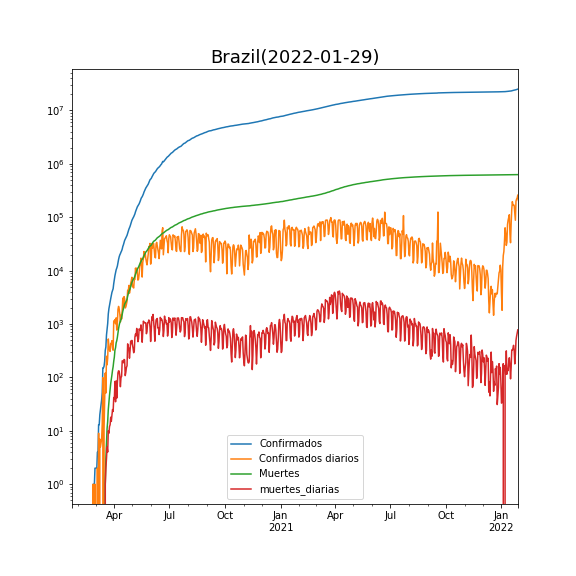 Brazil(2022-01-29)
10⁷
10⁶
10⁵
10⁴
10³
10²
10¹
10⁰
Confirmados
Confirmados diarios
Muertes
muertes_diarias
Apr Jul Oct Jan Apr Jul Oct Jan
2021 2022